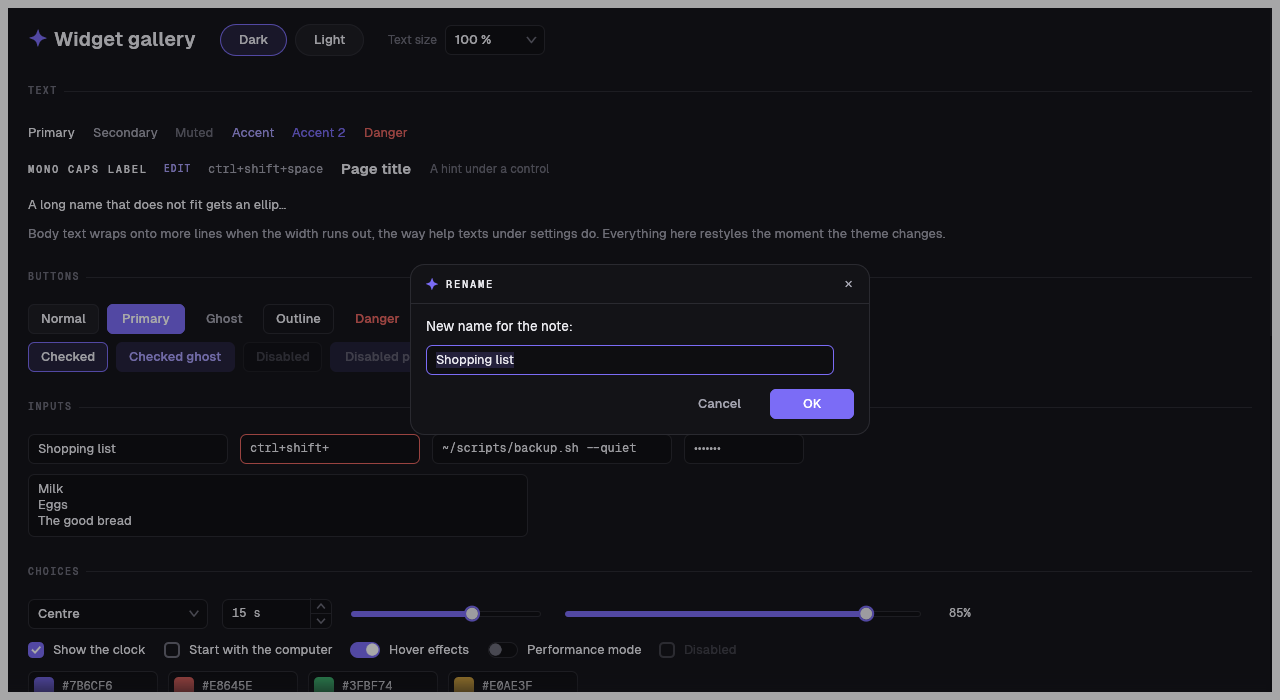 Widget gallery Dark Light Text size 100 %
TEXT
Primary Secondary Muted Accent Accent 2 Danger
MONO CAPS LABEL EDIT ctrl+shift+space Page title A hint under a control
A long name that does not fit gets an ellip…
Body text wraps onto more lines when the width runs out, the way help texts under settings do. Everything here restyles the moment the theme changes.
BUTTONS
Normal Primary Ghost Outline Danger
Checked Checked ghost Disabled Disabled p
RENAME ×
New name for the note:
Shopping list
Cancel OK
INPUTS
Shopping list ctrl+shift+ ~/scripts/backup.sh --quiet •••••••
Milk
Eggs
The good bread
CHOICES
Centre 15 s 85%
Show the clock Start with the computer Hover effects Performance mode Disabled
#7B6CF6 #E8645E #3FBF74 #E0AE3F